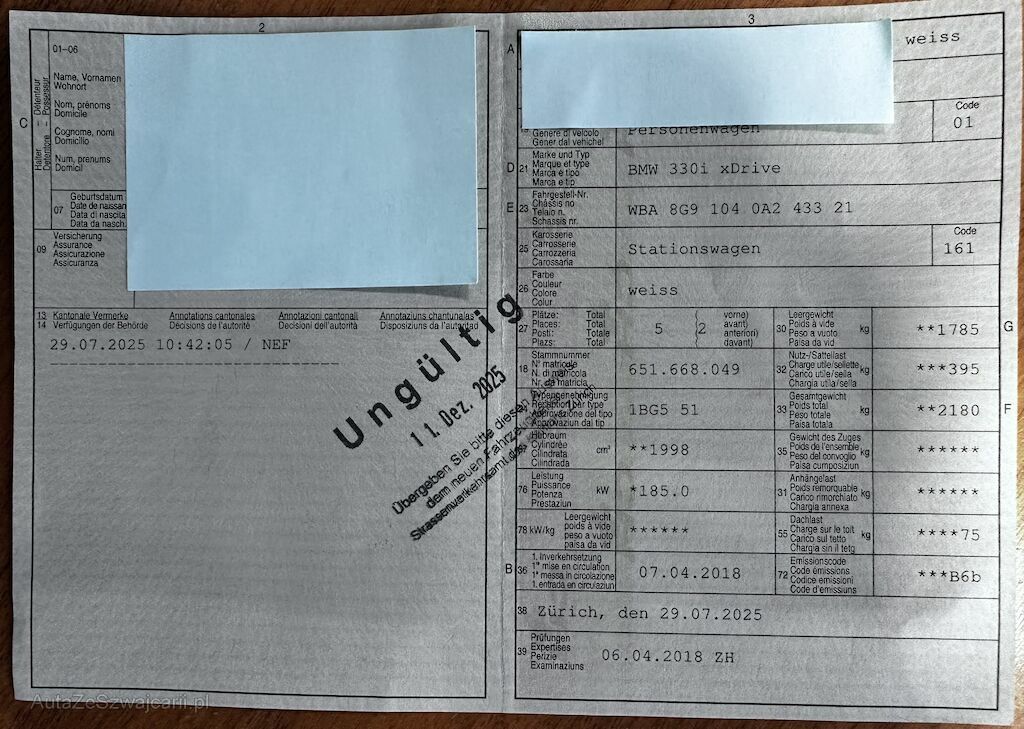 2
01-06
Name, Vornamen
Wohnort
Nom, prénoms
Domicile
Cognome, nomi
Domicilio
Num, prenums
Domicil
C
Halter – Détenteur
Detentore – Possessur
07
Geburtsdatum
Date de naissan
Data di nascita
Data da nasch.
09
Versicherung
Assurance
Assicurazione
Assicuranza
13 Kantonale Vermerke Annotations cantonales Annotazioni cantonali Annotaziuns chantunalas
14 Verfügungen der Behörde Décisions de l'autorité Decisioni dell'autorità Disposiziuns da l'autoritad
29.07.2025 10:42:05 / NEF
Ungültig
11. Dez. 2025
Übergeben Sie bitte diesen
dem neuen Fahrzeug
Strassenverkehrsamt des
3
A
weiss
Genere di veicolo
Gener dal vehichel
Personenwagen
Code
01
D 21
Marke und Typ
Marque et type
Marca e tipo
Marca e tip
BMW 330i xDrive
E 23
Fahrgestell-Nr.
Châssis no
Telaio n.
Schassis nr.
WBA 8G9 104 0A2 433 21
25
Karosserie
Carrosserie
Carrozzeria
Carossaria
Stationswagen
Code
161
26
Farbe
Couleur
Colore
Colur
weiss
27
Plätze: Total
Places: Total
Posti: Totale
Plazs: Total
5
(2
( vorne)
avant)
anteriori)
( davant)
30
Leergewicht
Poids à vide
Peso a vuoto
Paisa da vid
kg
**1785
G
18
Stammnummer
N° matricule
N. di matricola
Nr. da matricla
651.668.049
32
Nutz-/Sattellast
Charge utile/sellette
Carico utile/sella
Chargia utila/sella
kg
***395
Typengenehmigung
Réception par type
Approvazione del tipo
Approvaziun dal tip
1BG5 51
33
Gesamtgewicht
Poids total
Peso totale
Paisa totala
kg
**2180
F
Hubraum
Cylindrée
Cilindrata
Cilindrada
cm³
**1998
35
Gewicht des Zuges
Poids de l'ensemble
Peso del convoglio
Paisa cumposiziun
kg
******
76
Leistung
Puissance
Potenza
Prestaziun
kW
*185.0
31
Anhängelast
Poids remorquable
Carico rimorchiato
Chargia annexa
kg
******
78 kW/kg
Leergewicht
poids à vide
peso a vuoto
paisa da vid
******
55
Dachlast
Charge sur le toit
Carico sul tetto
Chargia sin il tetg
kg
****75
B 36
1. Inverkehrsetzung
1re mise en circulation
1a messa in circolazione
1. entrada en circulaziun
07.04.2018
72
Emissionscode
Code émissions
Codice emissioni
Code d'emissiuns
***B6b
38 Zürich, den 29.07.2025
39
Prüfungen
Expertises
Perizie
Examinaziuns
06.04.2018 ZH
AutaZeSzwajcarii.pl